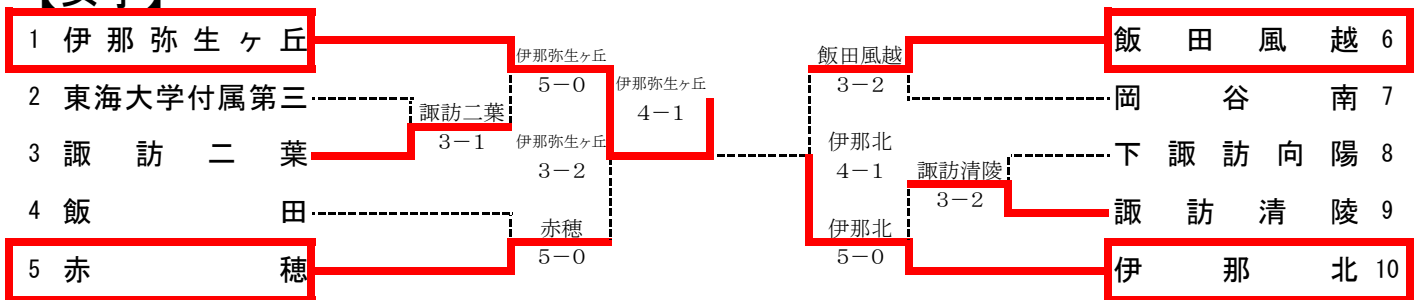 【女子】
1 伊那弥生ヶ丘
2 東海大学付属第三
3 諏訪二葉
4 飯田
5 赤穂
諏訪二葉
3-1
伊那弥生ヶ丘
5-0
伊那弥生ヶ丘
3-2
赤穂
5-0
伊那弥生ヶ丘
4-1
飯田風越
3-2
伊那北
4-1
伊那北
5-0
諏訪清陵
3-2
飯田風越 6
岡谷南 7
下諏訪向陽 8
諏訪清陵 9
伊那北 10